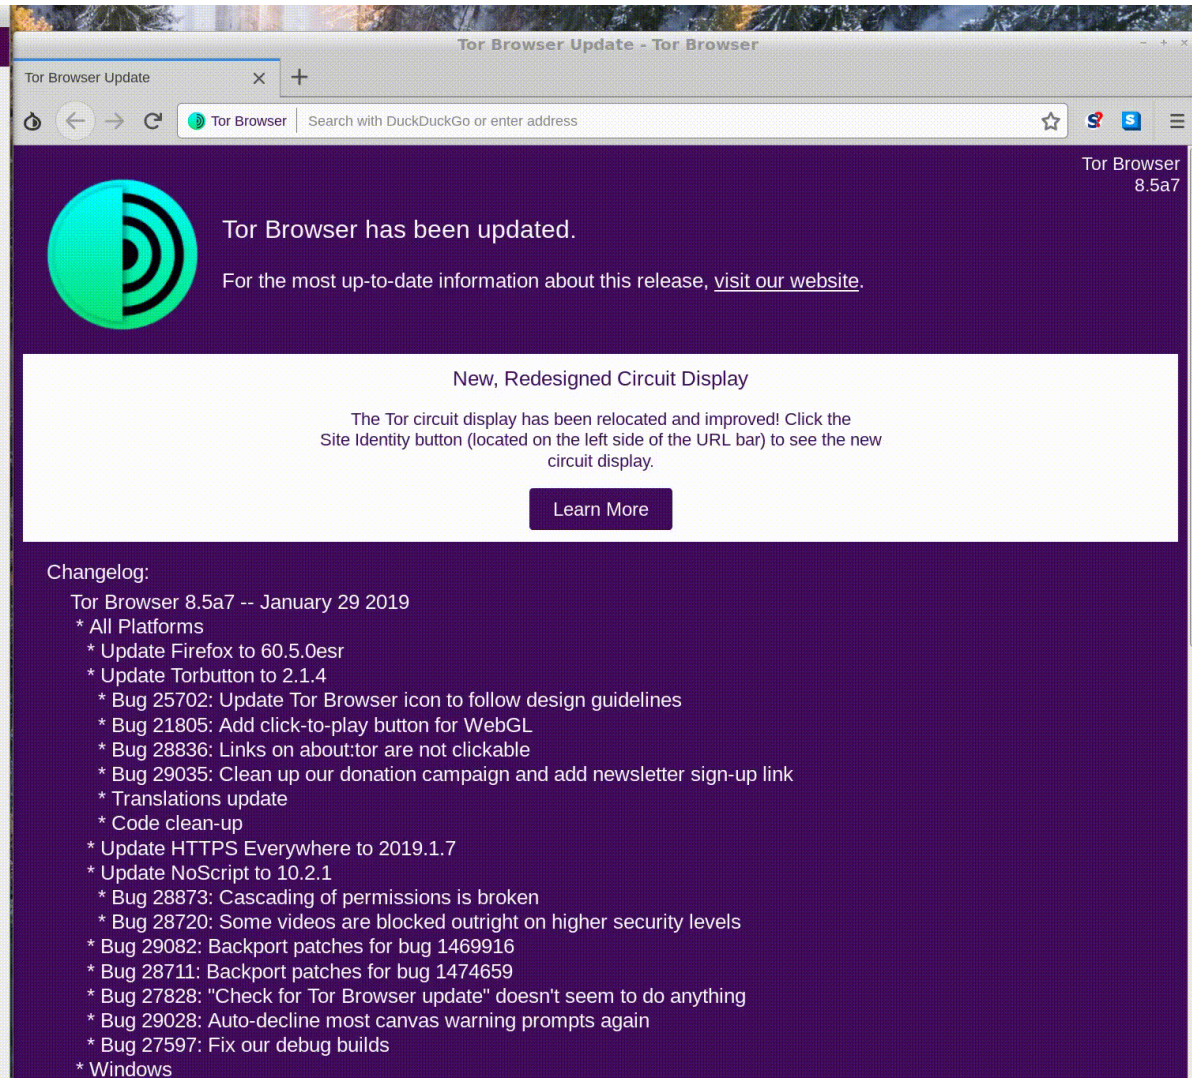 Tor Browser Update - Tor Browser
Tor Browser Update
Tor Browser
Search with DuckDuckGo or enter address
S?
S
Tor Browser
8.5a7
Tor Browser has been updated.
For the most up-to-date information about this release, visit our website.
New, Redesigned Circuit Display
The Tor circuit display has been relocated and improved! Click the
Site Identity button (located on the left side of the URL bar) to see the new
circuit display.
Learn More
Changelog:
Tor Browser 8.5a7 -- January 29 2019
* All Platforms
* Update Firefox to 60.5.0esr
* Update Torbutton to 2.1.4
* Bug 25702: Update Tor Browser icon to follow design guidelines
* Bug 21805: Add click-to-play button for WebGL
* Bug 28836: Links on about:tor are not clickable
* Bug 29035: Clean up our donation campaign and add newsletter sign-up link
* Translations update
* Code clean-up
* Update HTTPS Everywhere to 2019.1.7
* Update NoScript to 10.2.1
* Bug 28873: Cascading of permissions is broken
* Bug 28720: Some videos are blocked outright on higher security levels
* Bug 29082: Backport patches for bug 1469916
* Bug 28711: Backport patches for bug 1474659
* Bug 27828: "Check for Tor Browser update" doesn't seem to do anything
* Bug 29028: Auto-decline most canvas warning prompts again
* Bug 27597: Fix our debug builds
* Windows